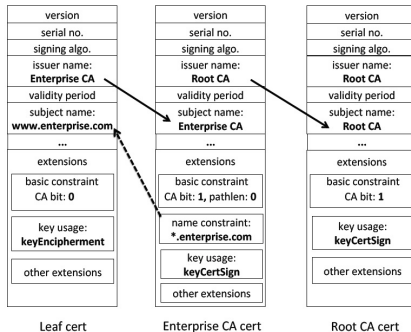 version
serial no.
signing algo.
issuer name:
Enterprise CA
validity period
subject name:
www.enterprise.com
...
extensions
basic constraint
CA bit: 0
key usage:
keyEncipherment
other extensions
Leaf cert
version
serial no.
signing algo.
issuer name:
Root CA
validity period
subject name:
Enterprise CA
...
extensions
basic constraint
CA bit: 1, pathlen: 0
name constraint:
*.enterprise.com
key usage:
keyCertSign
other extensions
Enterprise CA cert
version
serial no.
signing algo.
issuer name:
Root CA
validity period
subject name:
Root CA
...
extensions
basic constraint
CA bit: 1
key usage:
keyCertSign
other extensions
Root CA cert